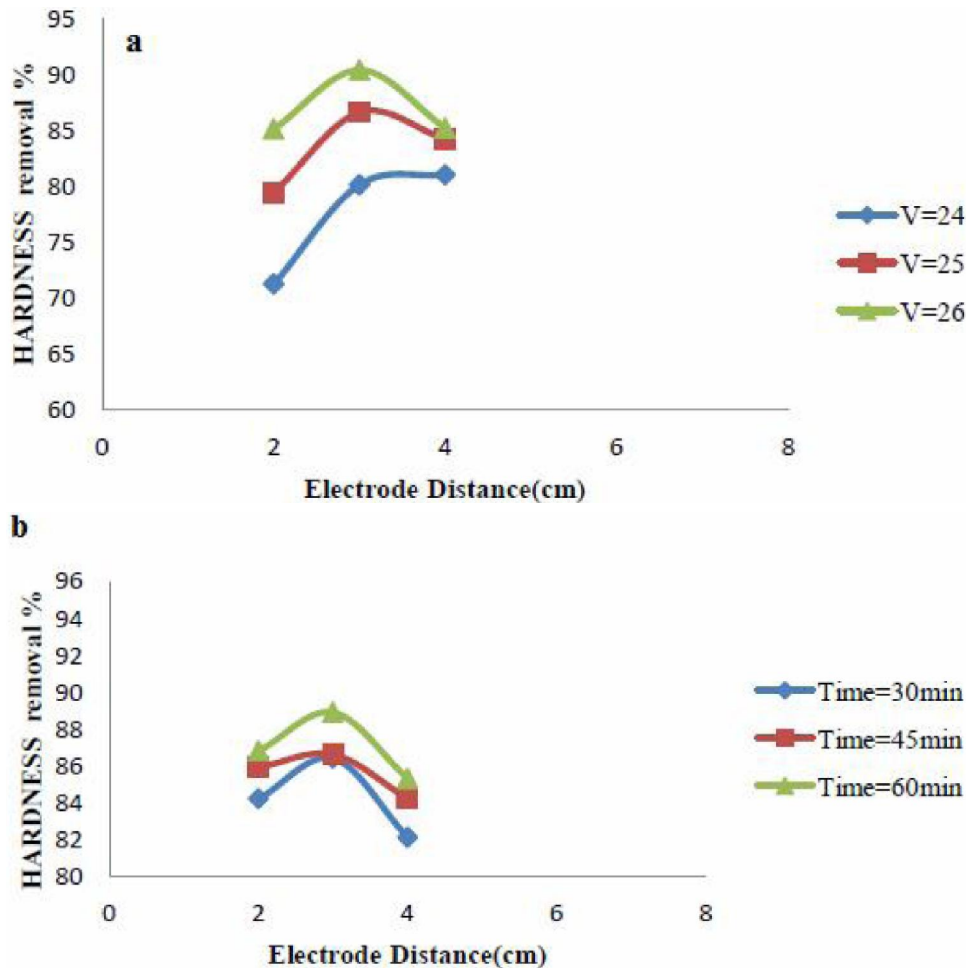 a
HARDNESS removal %
95
90
85
80
75
70
65
60
0 2 4 6 8
Electrode Distance(cm)
V=24
V=25
V=26
b
HARDNESS removal %
96
94
92
90
88
86
84
82
80
0 2 4 6 8
Electrode Distance(cm)
Time=30min
Time=45min
Time=60min